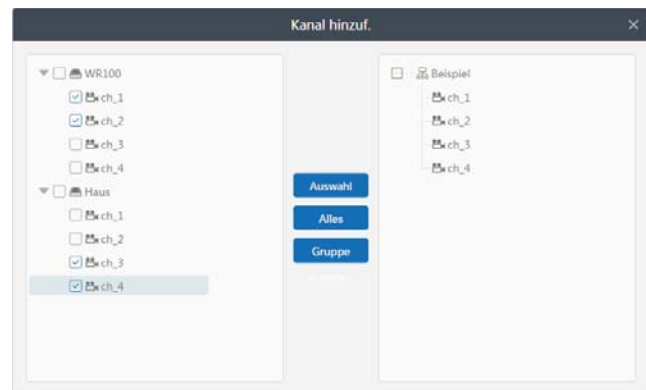 Kanal hinzuf.
WR100
ch_1
ch_2
ch_3
ch_4
Haus
ch_1
ch_2
ch_3
ch_4
Auswahl
Alles
Gruppe
Beispiel
ch_1
ch_2
ch_3
ch_4